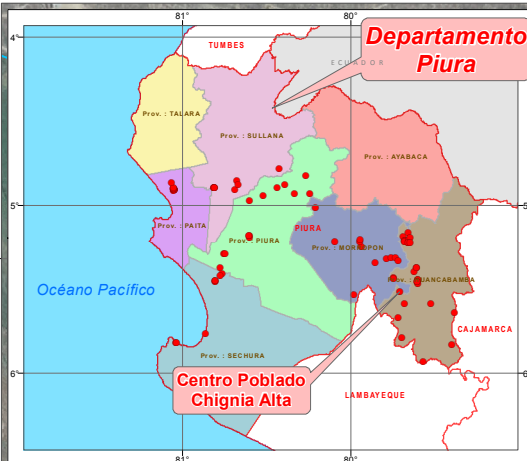 81°
80°
4°
TUMBES
Departamento
Piura
ECUADOR
Prov. : TALARA
Prov. : SULLANA
Prov. : AYABACA
5°
5
Prov. : PAITA
Prov. : PIURA
PIURA
Prov. : MORROPON
Prov. : HUANCABAMBA
Océano Pacífico
CAJAMARCA
Prov. : SECHURA
6°
6
Centro Poblado
Chignia Alta
LAMBAYEQUE
81°
80°